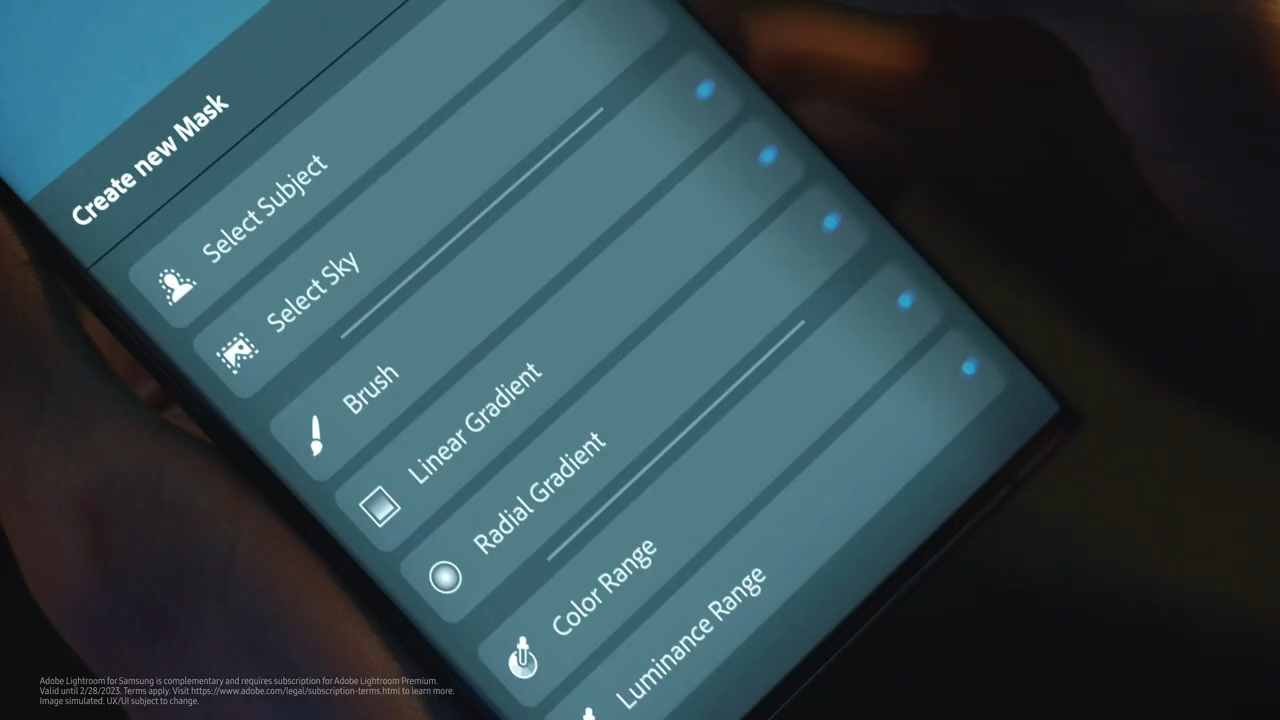 Create new Mask
Select Subject
Select Sky
Brush
Linear Gradient
Radial Gradient
Color Range
Luminance Range
Adobe Lightroom for Samsung is complementary and requires subscription for Adobe Lightroom Premium.
Valid until 2/28/2023. Terms apply. Visit https://www.adobe.com/legal/subscription-terms.html to learn more.
Image simulated. UX/UI subject to change.